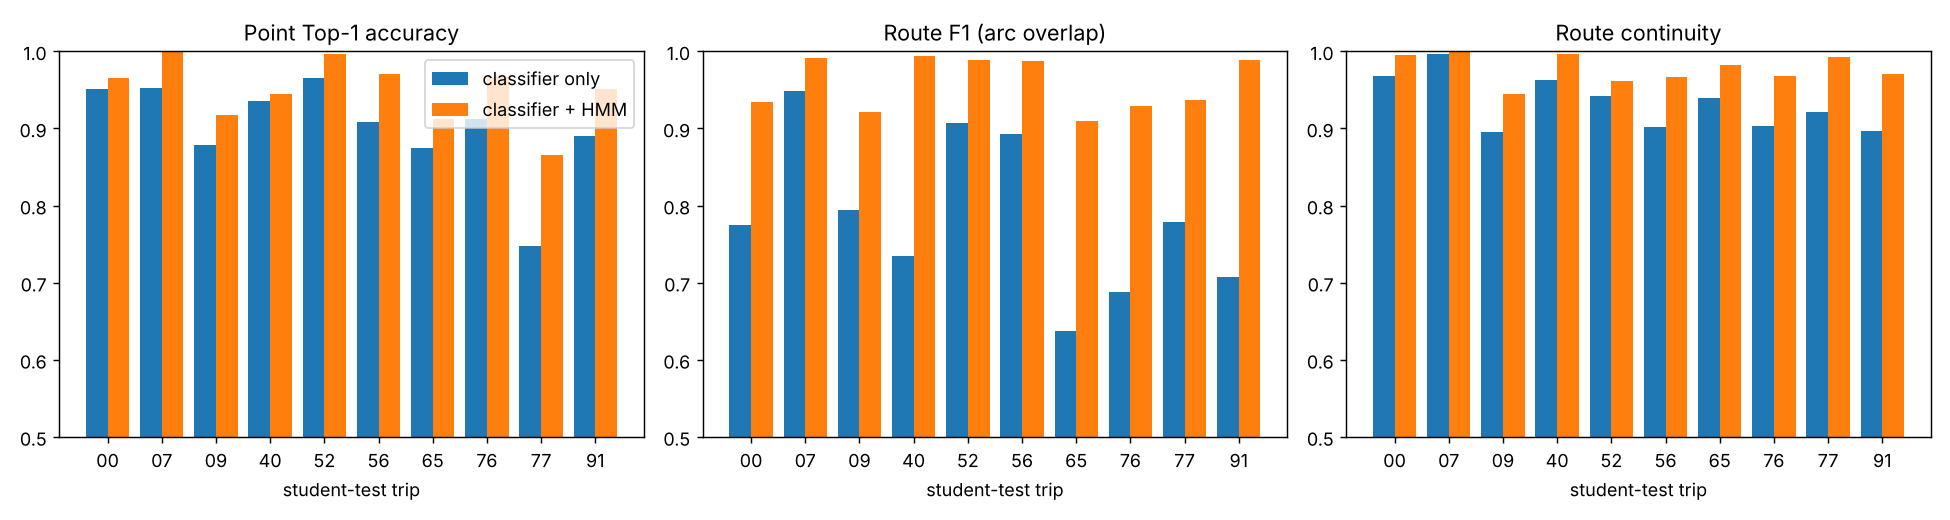 Point Top-1 accuracy
1.0
0.9
0.8
0.7
0.6
0.5
classifier only
classifier + HMM
00 07 09 40 52 56 65 76 77 91
student-test trip
Route F1 (arc overlap)
1.0
0.9
0.8
0.7
0.6
0.5
00 07 09 40 52 56 65 76 77 91
student-test trip
Route continuity
1.0
0.9
0.8
0.7
0.6
0.5
00 07 09 40 52 56 65 76 77 91
student-test trip